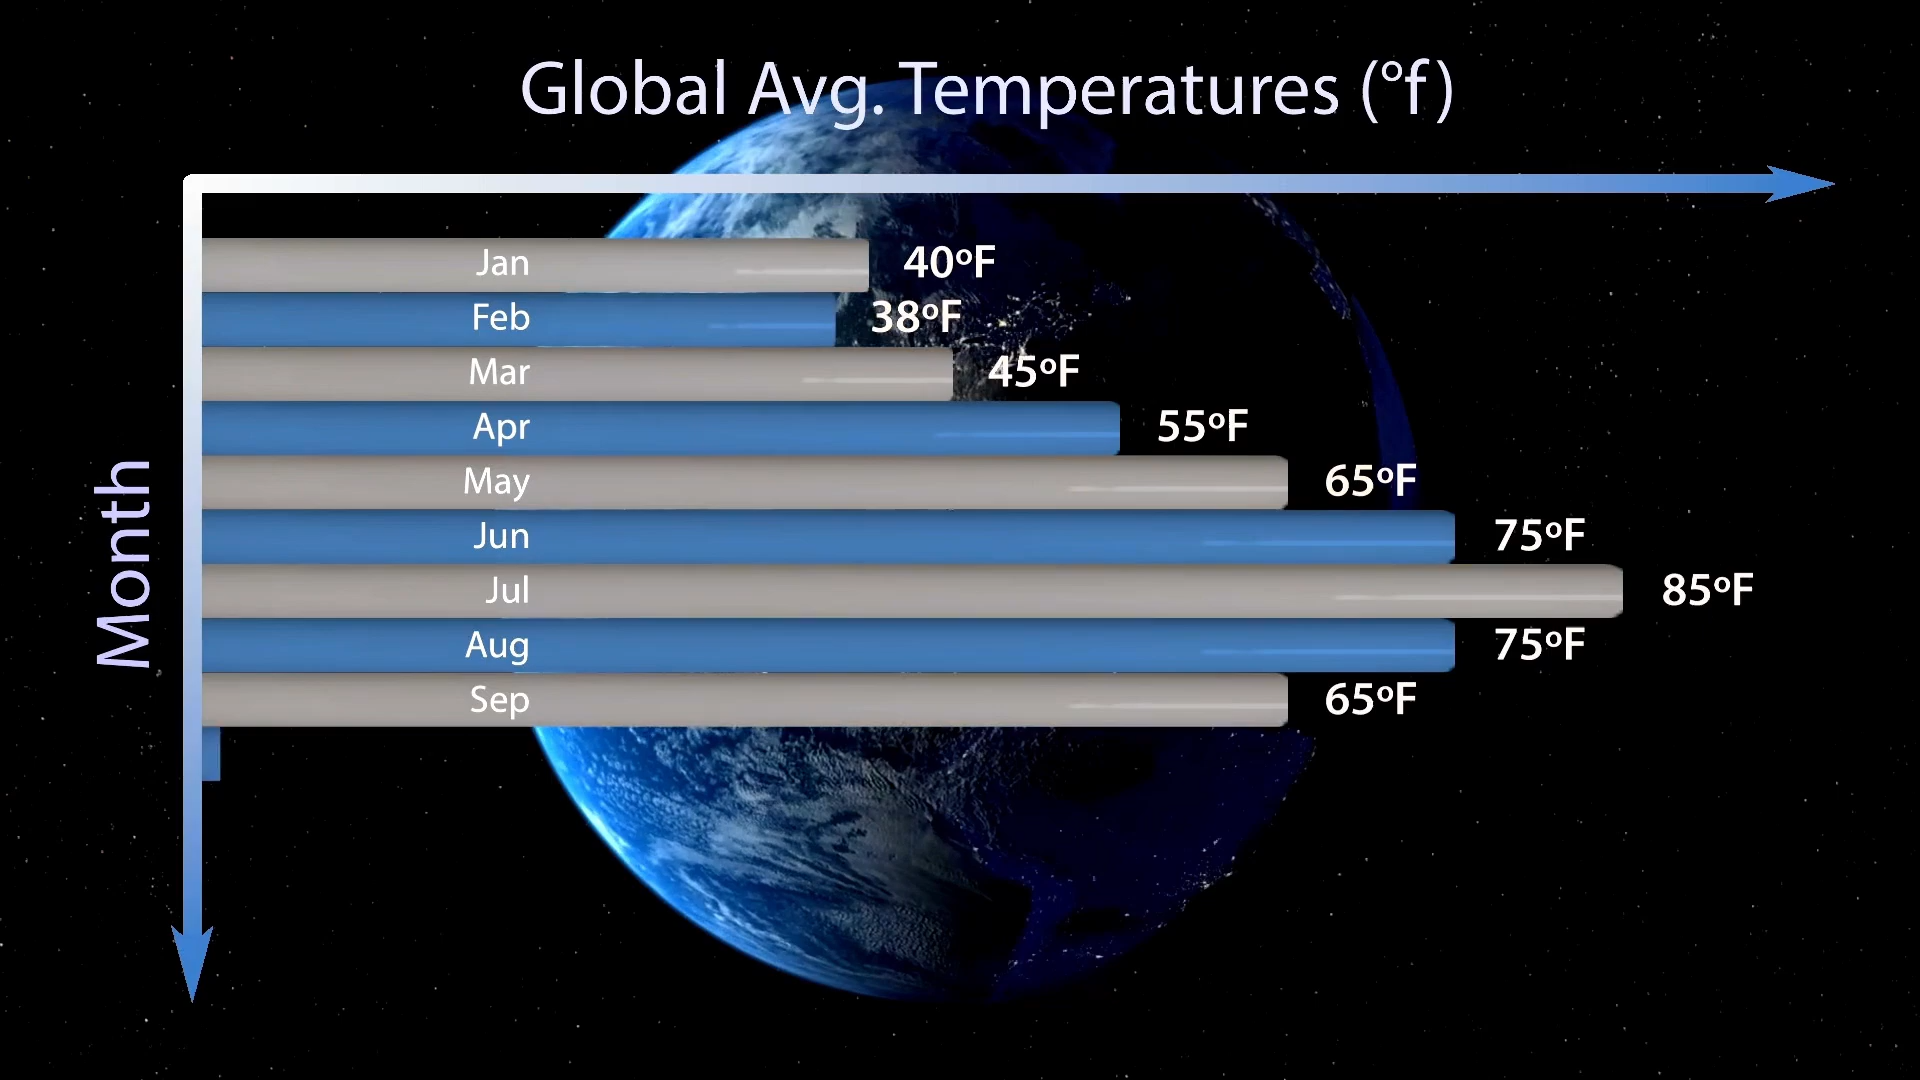 Global Avg. Temperatures (°f)
Month
Jan 40ºF
Feb 38ºF
Mar 45ºF
Apr 55ºF
May 65ºF
Jun 75ºF
Jul 85ºF
Aug 75ºF
Sep 65ºF